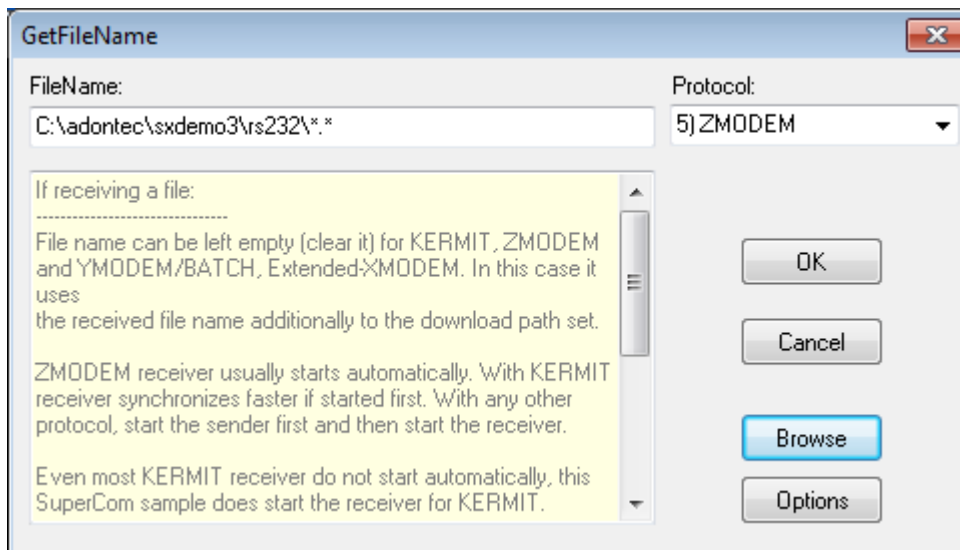 GetFileName
FileName:
Protocol:
C:\adontec\sxdemo3\rs232\*.*
5) ZMODEM
If receiving a file:
--------------------------------
File name can be left empty (clear it) for KERMIT, ZMODEM
and YMODEM/BATCH, Extended-XMODEM. In this case it
uses
the received file name additionally to the download path set.
ZMODEM receiver usually starts automatically. With KERMIT
receiver synchronizes faster if started first. With any other
protocol, start the sender first and then start the receiver.
Even most KERMIT receiver do not start automatically, this
SuperCom sample does start the receiver for KERMIT.
OK
Cancel
Browse
Options